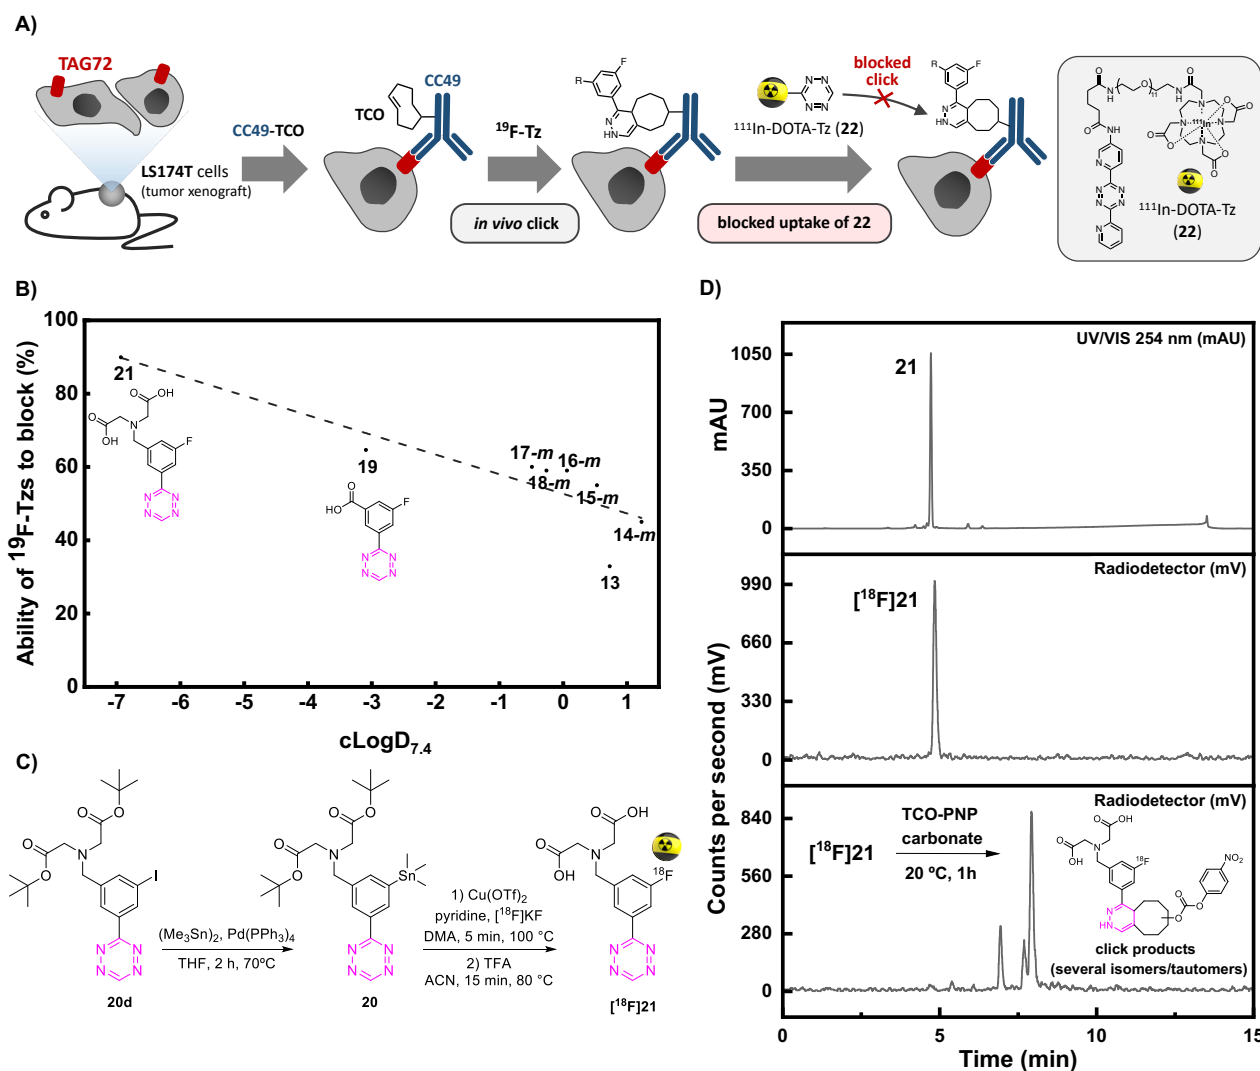 A)
TAG72
LS174T cells
(tumor xenograft)
CC49-TCO
TCO
CC49
¹⁹F-Tz
in vivo click
R
F
N
N
HN
¹¹¹In-DOTA-Tz (22)
blocked uptake of 22
blocked
click
R
F
N
HN
¹¹¹In-DOTA-Tz
(22)
B)
Ability of ¹⁹F-Tzs to block (%)
100
80
60
40
20
0
21
19
17-m
16-m
18-m
15-m
14-m
13
-7 -6 -5 -4 -3 -2 -1 0 1
cLogD₇.₄
C)
20d
(Me₃Sn)₂, Pd(PPh₃)₄
THF, 2 h, 70ºC
20
1) Cu(OTf)₂
pyridine, [¹⁸F]KF
DMA, 5 min, 100 °C
2) TFA
ACN, 15 min, 80 °C
[¹⁸F]21
D)
UV/VIS 254 nm (mAU)
21
mAU
1050
700
350
0
Radiodetector (mV)
[¹⁸F]21
Counts per second (mV)
990
660
330
0
Radiodetector (mV)
840
560
280
0
[¹⁸F]21
TCO-PNP
carbonate
20 ºC, 1h
click products
(several isomers/tautomers)
0 5 10 15
Time (min)